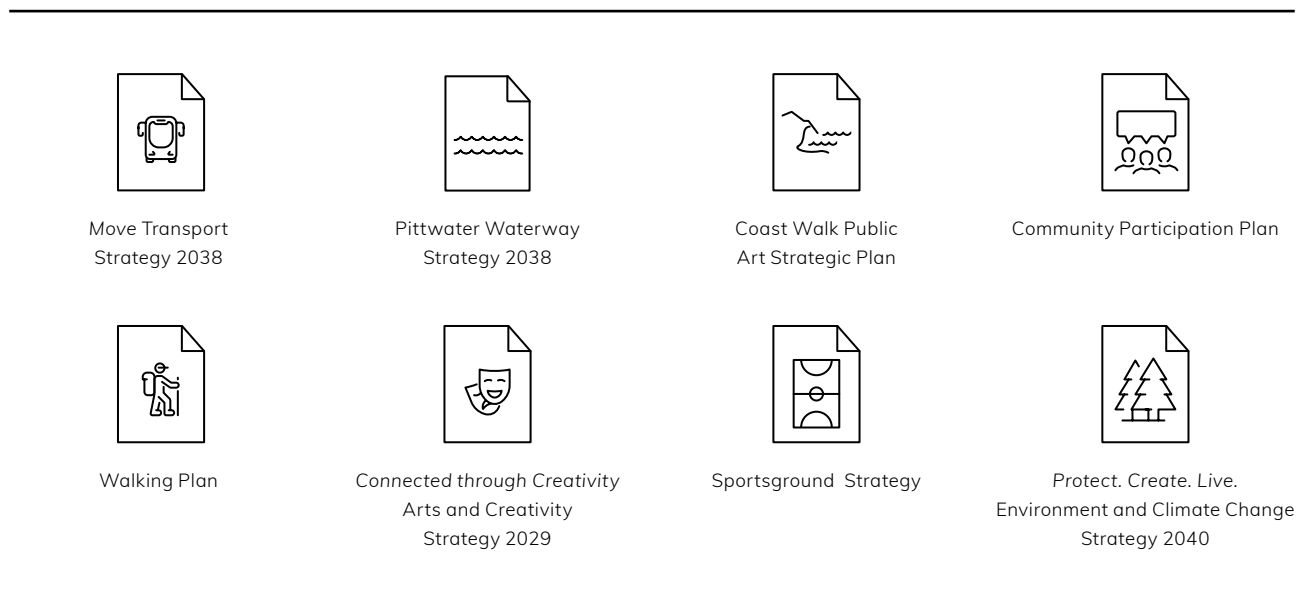 Move Transport
Strategy 2038
Pittwater Waterway
Strategy 2038
Coast Walk Public
Art Strategic Plan
Community Participation Plan
Walking Plan
Connected through Creativity
Arts and Creativity
Strategy 2029
Sportsground  Strategy
Protect. Create. Live.
Environment and Climate Change
Strategy 2040